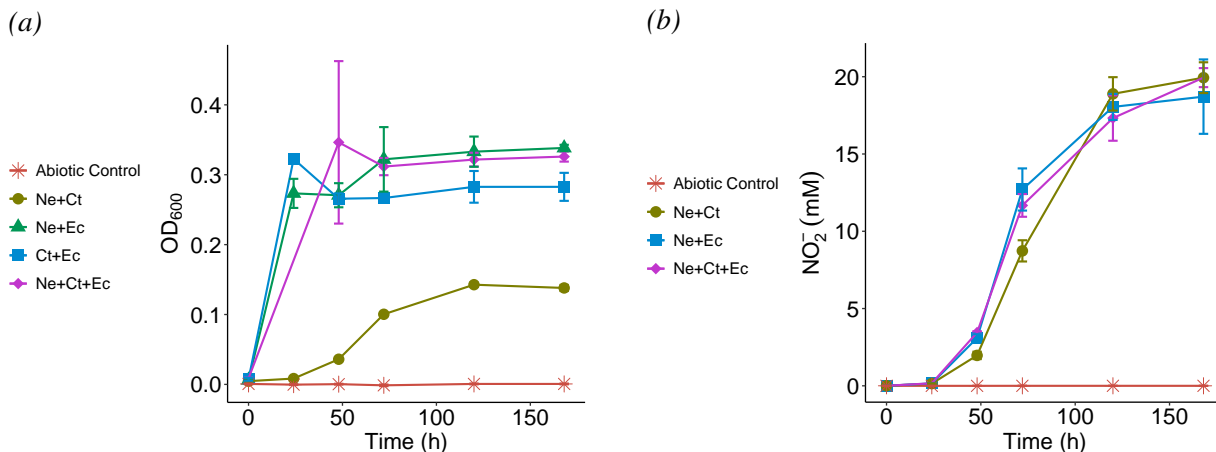 (a)
OD600
0.4
0.3
0.2
0.1
0.0
0 50 100 150
Time (h)
Abiotic Control
Ne+Ct
Ne+Ec
Ct+Ec
Ne+Ct+Ec
(b)
NO2− (mM)
20
15
10
5
0
0 50 100 150
Time (h)
Abiotic Control
Ne+Ct
Ne+Ec
Ne+Ct+Ec